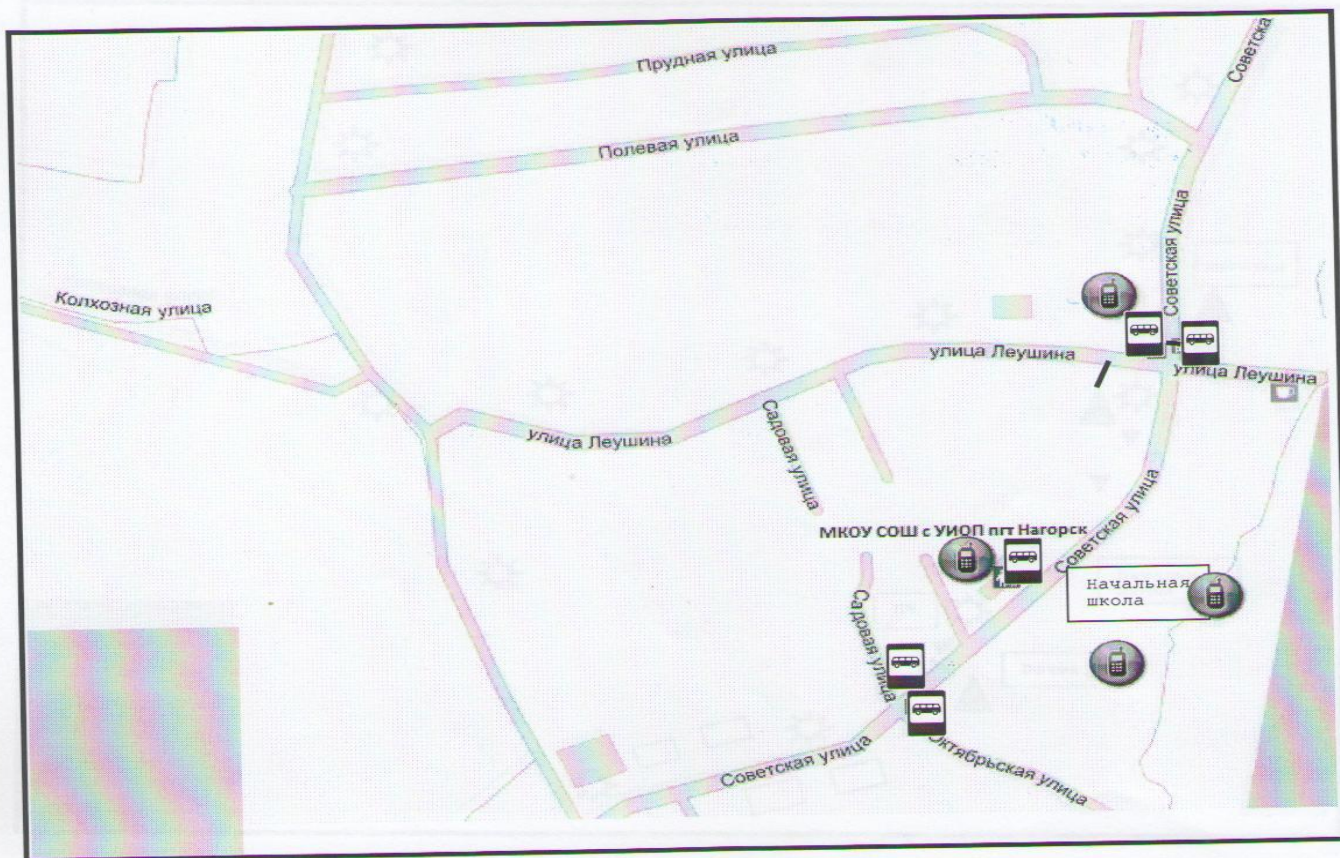 Советска
Прудная улица
Полевая улица
Советская улица
Колхозная улица
улица Леушина
улица Леушина
улица Леушина
Садовая улица
Советская улица
МКОУ СОШ с УИОП пгт Нагорск
Начальная
школа
Садовая улица
Советская улица
Октябрьская улица